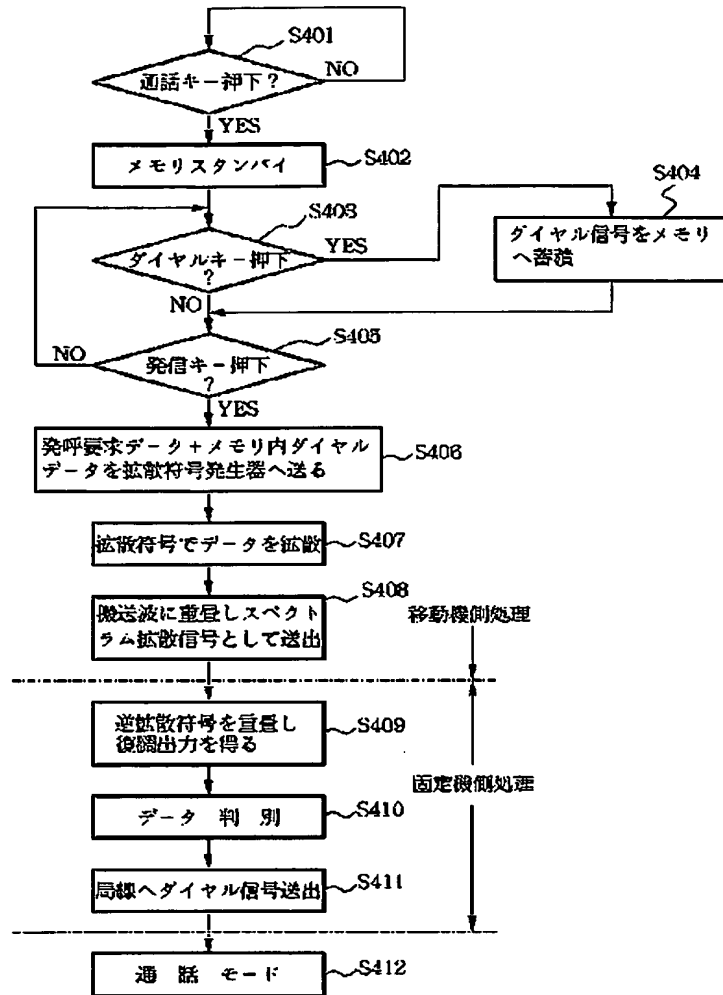 S401
通話キー押下?
NO
YES
メモリスタンバイ
S402
S403
S404
ダイヤルキー押下
?
YES
ダイヤル信号をメモリ
へ蓄積
NO
S405
発信キー押下
?
NO
YES
発呼要求データ+メモリ内ダイヤル
データを拡散符号発生器へ送る
S406
拡散符号でデータを拡散
S407
S408
搬送波に重畳しスペクト
ラム拡散信号として送出
移動機側処理
逆拡散符号を重畳し
復調出力を得る
S409
固定機側処理
データ 判 別
S410
局線へダイヤル信号送出
S411
通 話 モード
S412